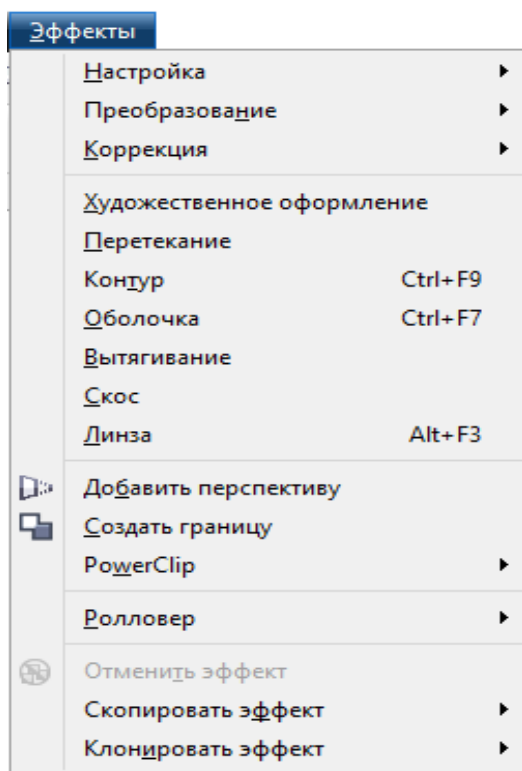 Эффекты
Настройка
Преобразование
Коррекция
Художественное оформление
Перетекание
Контур Ctrl+F9
Оболочка Ctrl+F7
Вытягивание
Скос
Линза Alt+F3
Добавить перспективу
Создать границу
PowerClip
Ролловер
Отменить эффект
Скопировать эффект
Клонировать эффект